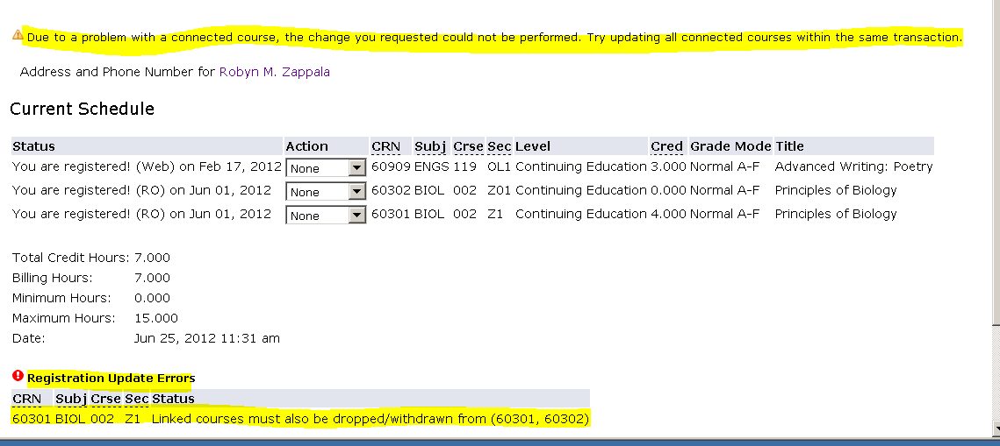 Due to a problem with a connected course, the change you requested could not be performed. Try updating all connected courses within the same transaction.
Address and Phone Number for Robyn M. Zappala
Current Schedule
Status Action CRN Subj Crse Sec Level Cred Grade Mode Title
You are registered! (Web) on Feb 17, 2012 None 60909 ENGS 119 OL1 Continuing Education 3.000 Normal A-F Advanced Writing: Poetry
You are registered! (RO) on Jun 01, 2012 None 60302 BIOL 002 Z01 Continuing Education 0.000 Normal A-F Principles of Biology
You are registered! (RO) on Jun 01, 2012 None 60301 BIOL 002 Z1 Continuing Education 4.000 Normal A-F Principles of Biology
Total Credit Hours: 7.000
Billing Hours: 7.000
Minimum Hours: 0.000
Maximum Hours: 15.000
Date: Jun 25, 2012 11:31 am
Registration Update Errors
CRN Subj Crse Sec Status
60301 BIOL 002 Z1 Linked courses must also be dropped/withdrawn from (60301, 60302)